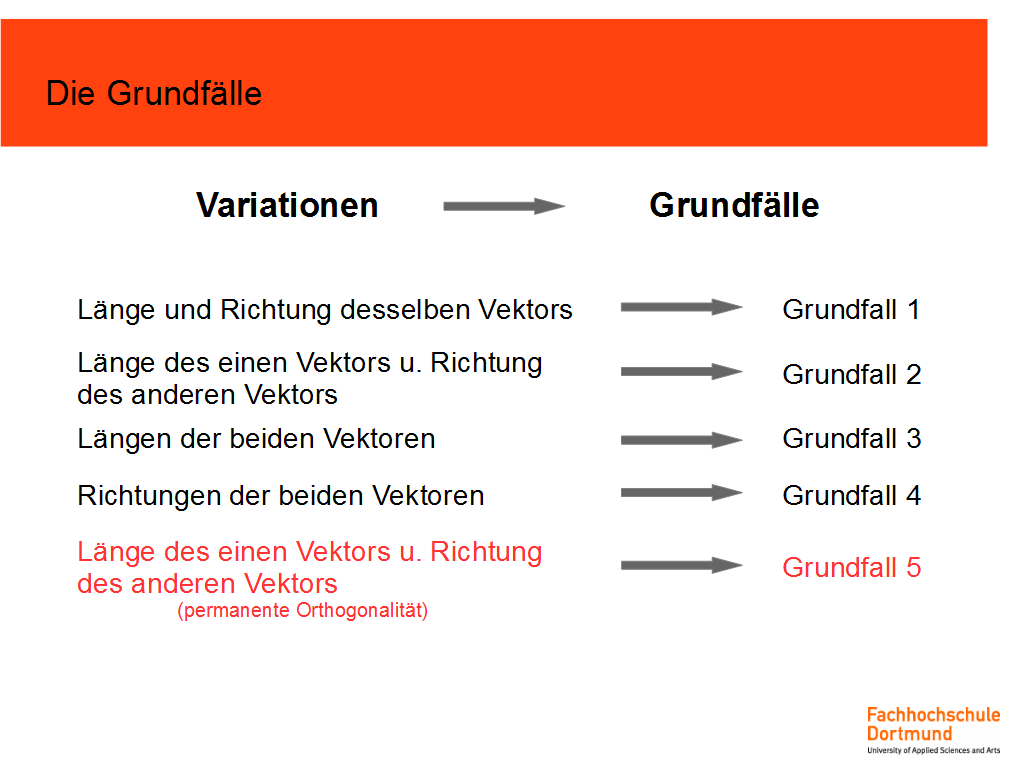 Die Grundfälle
Variationen Grundfälle
Länge und Richtung desselben Vektors Grundfall 1
Länge des einen Vektors u. Richtung
des anderen Vektors Grundfall 2
Längen der beiden Vektoren Grundfall 3
Richtungen der beiden Vektoren Grundfall 4
Länge des einen Vektors u. Richtung
des anderen Vektors Grundfall 5
(permanente Orthogonalität)
Fachhochschule
Dortmund
University of Applied Sciences and Arts